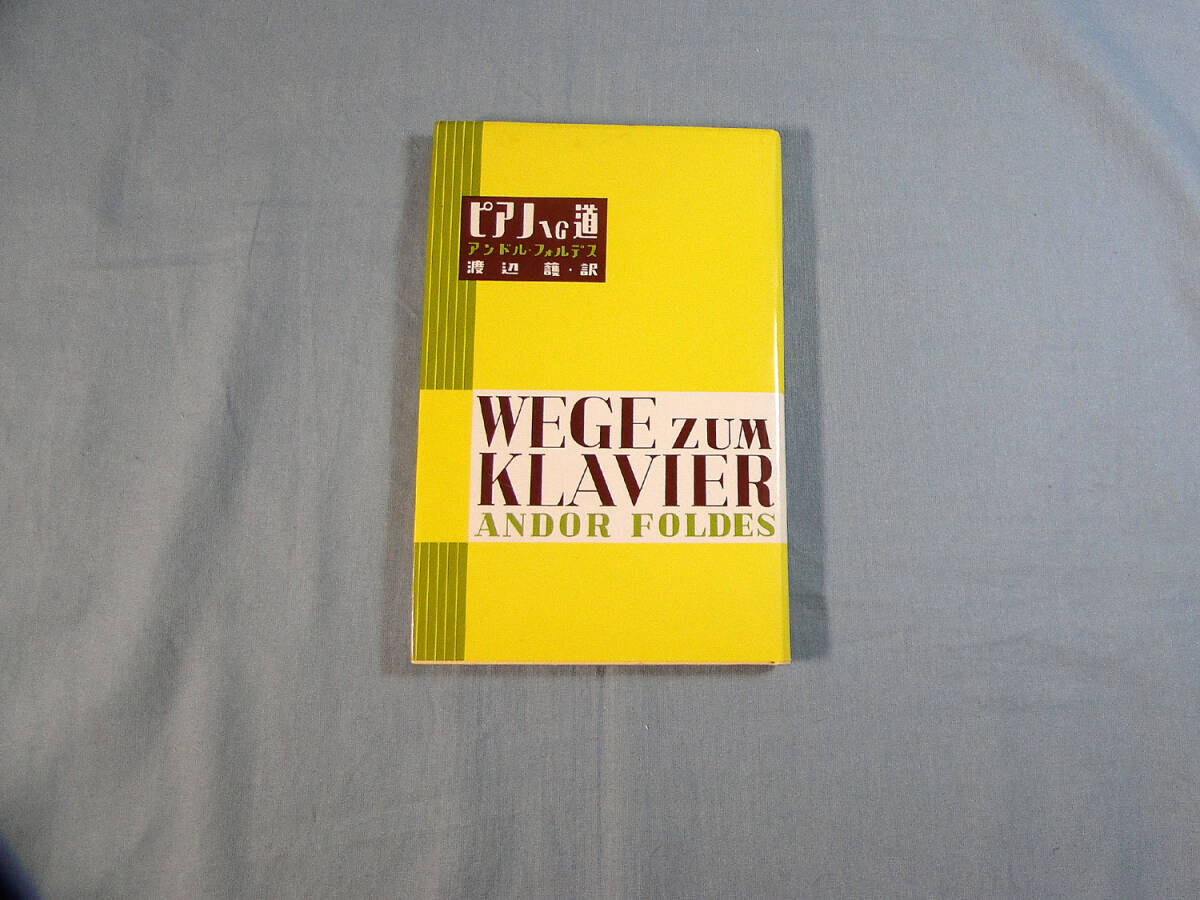 ピアノへの道
アンドル・フォルデス
渡辺 護・訳
WEGE ZUM
KLAVIER
ANDOR FOLDES